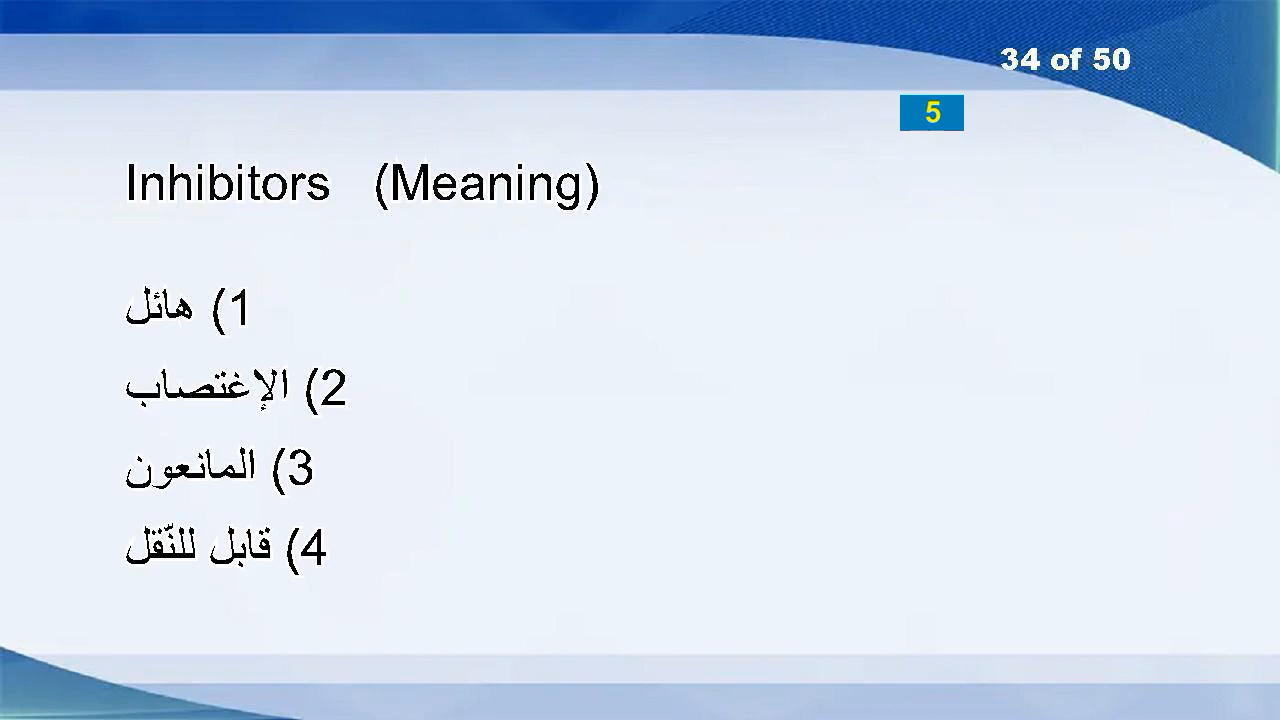 34 of 50
5
Inhibitors (Meaning)
1) هائل
2) الإغتصاب
3) المانعون
4) قابل للنّقل